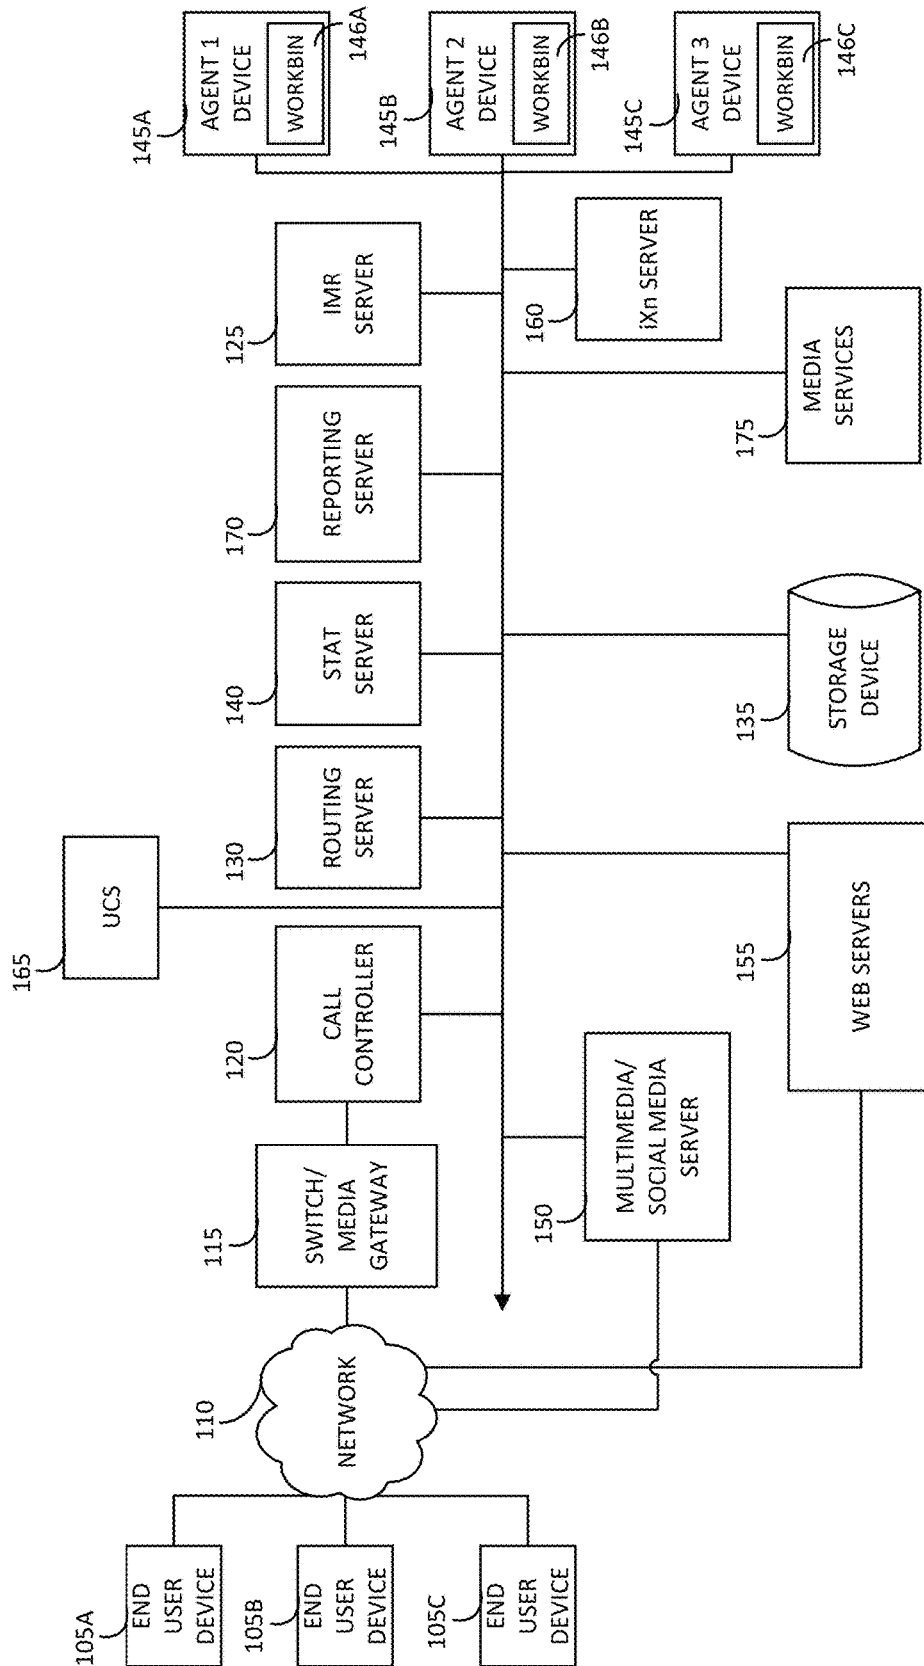 105A
END
USER
DEVICE
105B
END
USER
DEVICE
105C
END
USER
DEVICE
110
NETWORK
115
SWITCH/
MEDIA
GATEWAY
120
CALL
CONTROLLER
165
UCS
130
ROUTING
SERVER
140
STAT
SERVER
170
REPORTING
SERVER
125
IMR
SERVER
145A
AGENT 1
DEVICE
WORKBIN
146A
145B
AGENT 2
DEVICE
WORKBIN
146B
145C
AGENT 3
DEVICE
WORKBIN
146C
150
MULTIMEDIA/
SOCIAL MEDIA
SERVER
155
WEB SERVERS
135
STORAGE
DEVICE
175
MEDIA
SERVICES
160
iXn SERVER